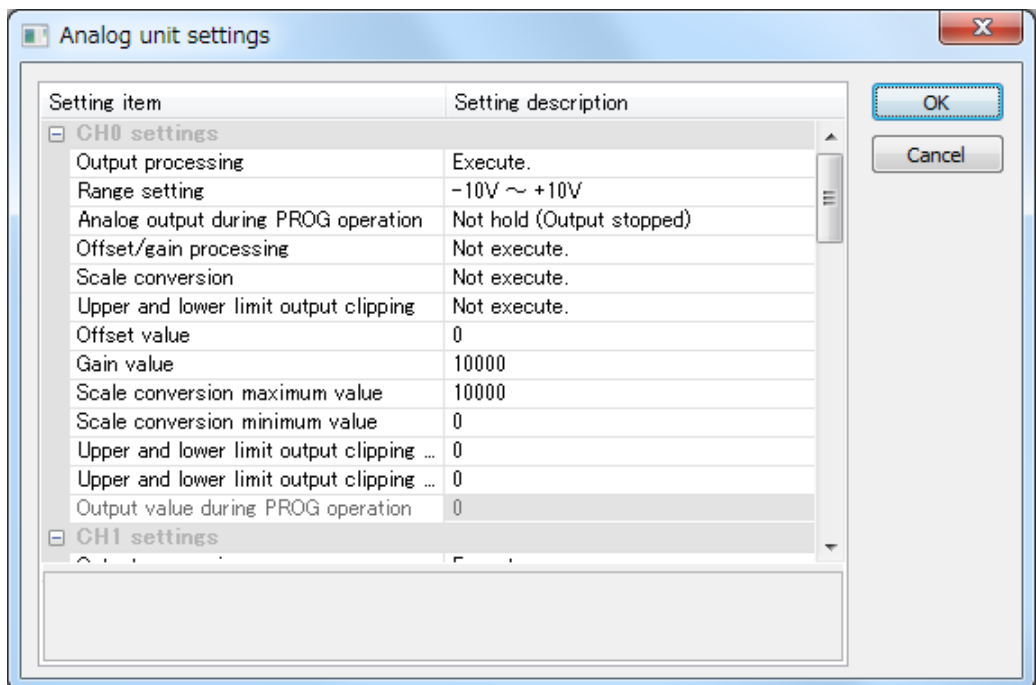 Analog unit settings
Setting item Setting description
OK
Cancel
CH0 settings
Output processing Execute.
Range setting -10V ～ +10V
Analog output during PROG operation Not hold (Output stopped)
Offset/gain processing Not execute.
Scale conversion Not execute.
Upper and lower limit output clipping Not execute.
Offset value 0
Gain value 10000
Scale conversion maximum value 10000
Scale conversion minimum value 0
Upper and lower limit output clipping ... 0
Upper and lower limit output clipping ... 0
Output value during PROG operation 0
CH1 settings